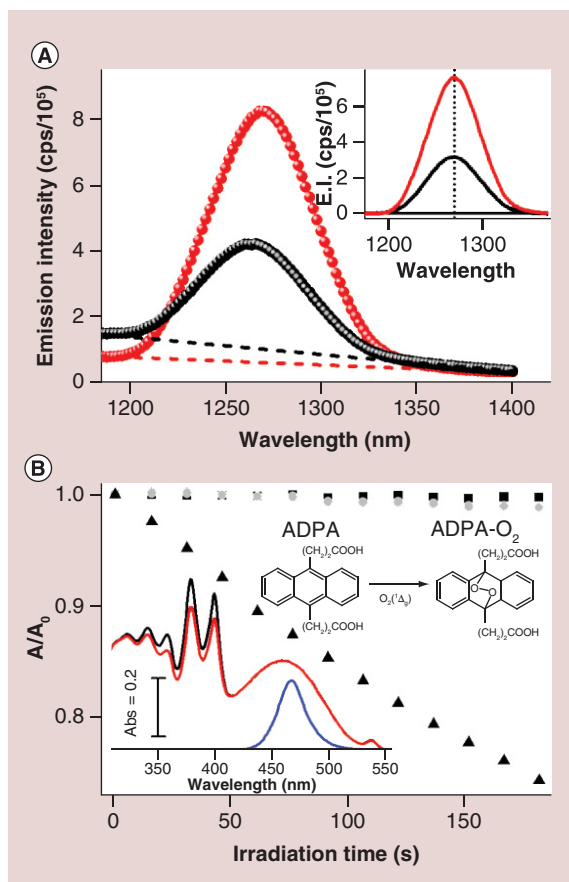 A
Emission intensity (cps/10⁵)
8
6
4
2
0
1200 1250 1300 1350 1400
Wavelength (nm)
E.I. (cps/10⁵)
6
4
2
0
1200 1300
Wavelength
B
A/A₀
1.0
0.9
0.8
0 50 100 150
Irradiation time (s)
ADPA
ADPA-O₂
(CH₂)₂COOH
(CH₂)₂COOH
O₂(¹Δg)
O
O
(CH₂)₂COOH
(CH₂)₂COOH
Abs = 0.2
350 400 450 500 550
Wavelength (nm)